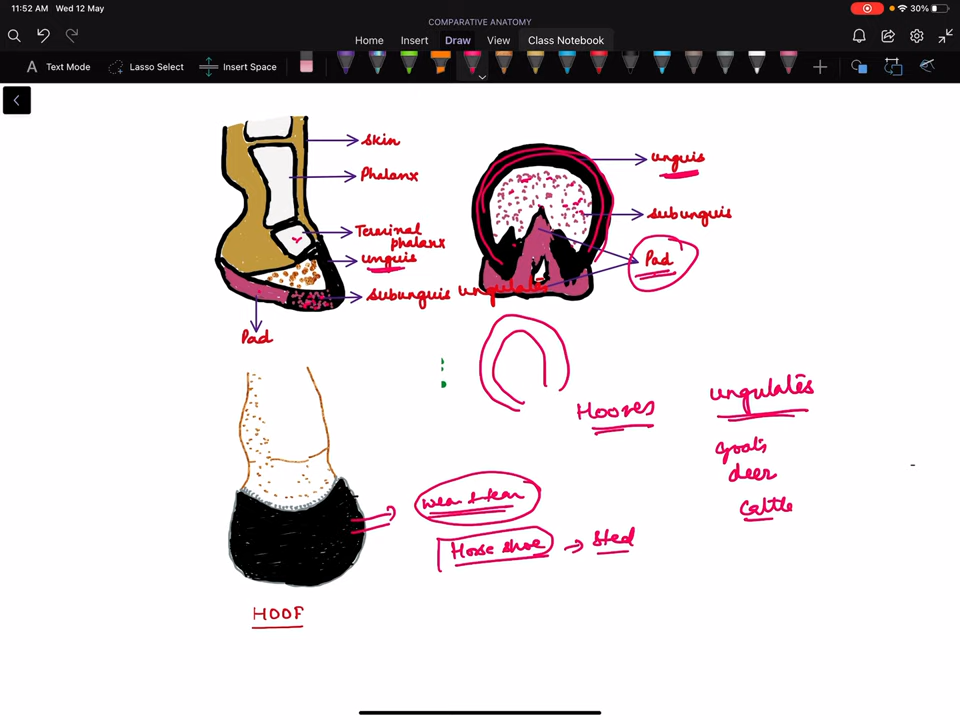 11:52 AM Wed 12 May
30%
COMPARATIVE ANATOMY
Home Insert Draw View Class Notebook
Text Mode Lasso Select Insert Space
Skin
Phalanx
Terminal
phalanx
unguis
Subunguis
Pad
unguis
subunguis
Pad
ungulates
Hooves
ungulates
goats
deer
cattle
wear & tear
Horse shoe → Steel
HOOF